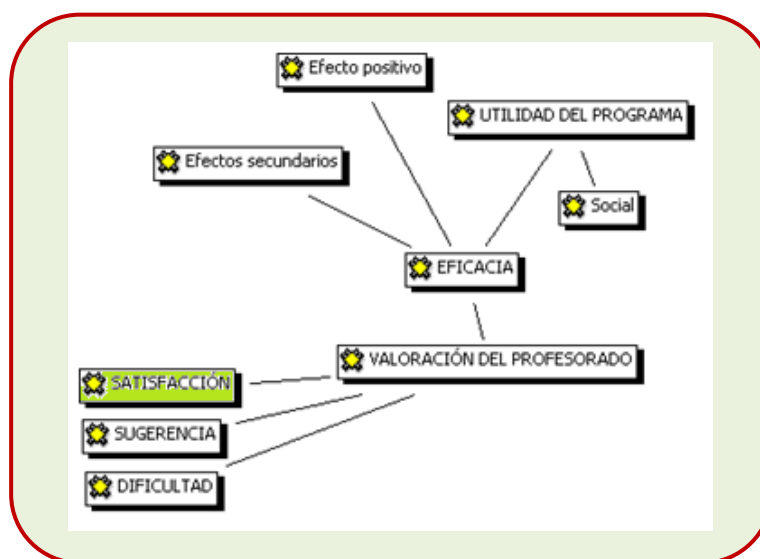 Efecto positivo
UTILIDAD DEL PROGRAMA
Efectos secundarios
Social
EFICACIA
VALORACIÓN DEL PROFESORADO
SATISFACCIÓN
SUGERENCIA
DIFICULTAD